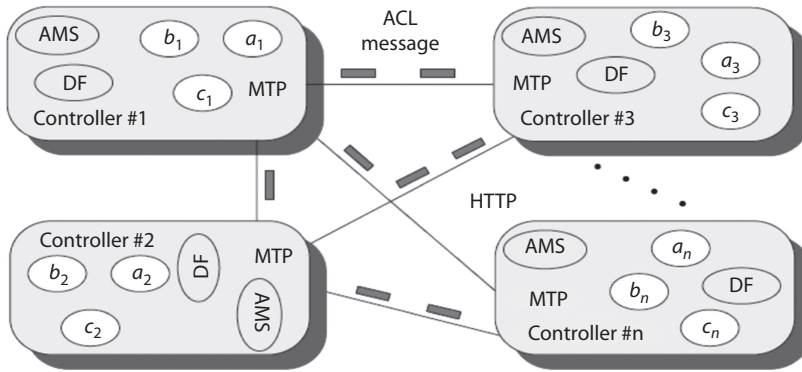 AMS
b1
a1
DF
c1
MTP
Controller #1
ACL
message
AMS
b3
a3
DF
MTP
c3
Controller #3
HTTP
Controller #2
DF
MTP
b2
a2
AMS
c2
AMS
an
DF
bn
MTP
cn
Controller #n